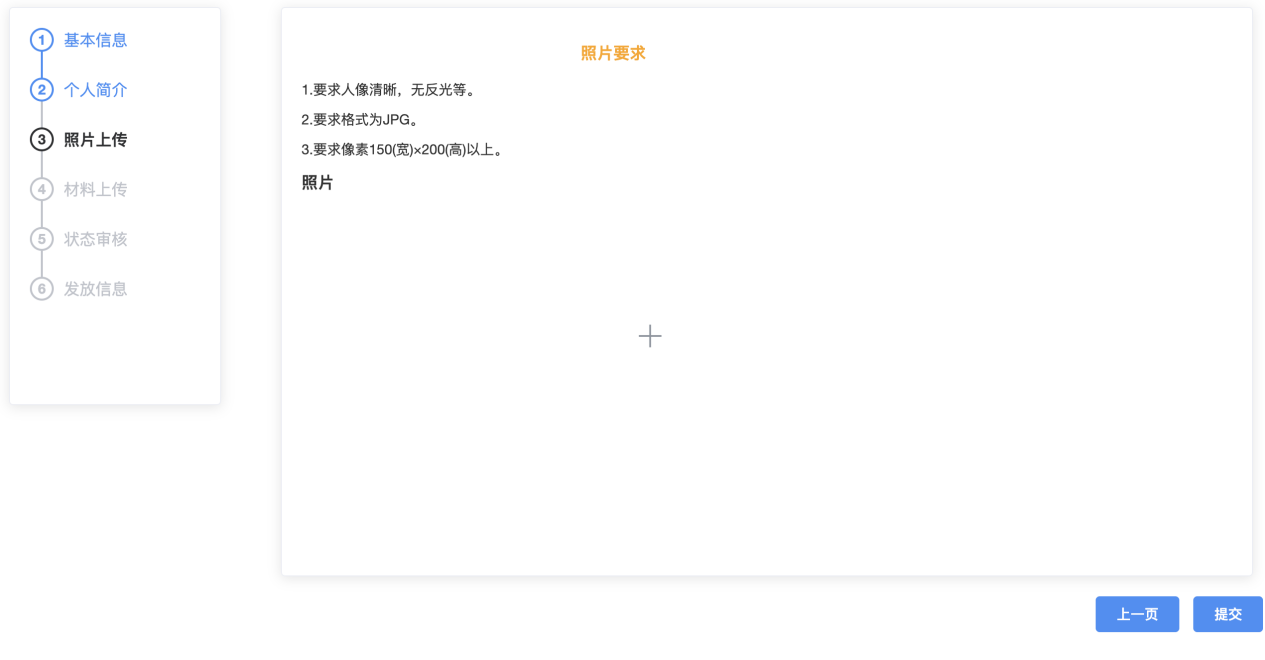 1 基本信息
2 个人简介
3 照片上传
4 材料上传
5 状态审核
6 发放信息
照片要求
1.要求人像清晰，无反光等。
2.要求格式为JPG。
3.要求像素150(宽)×200(高)以上。
照片
上一页 提交